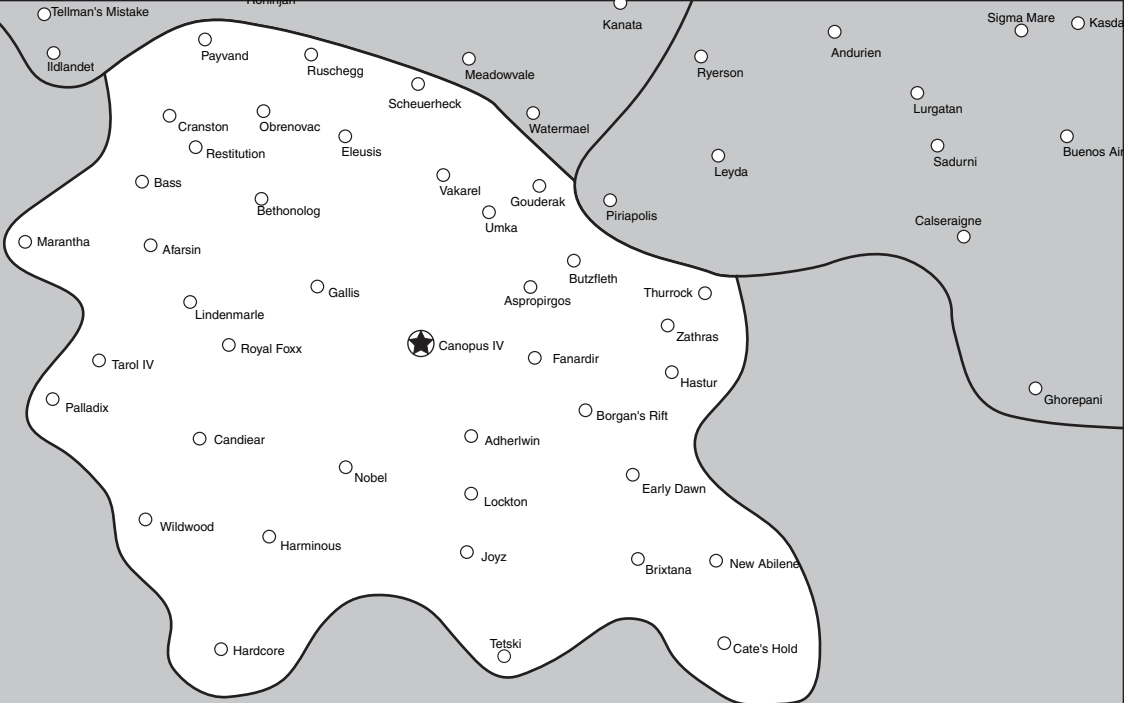 Tellman's Mistake
Kanata
Sigma Mare
Kasda
Ildlandet
Payvand
Ruschegg
Meadowvale
Ryerson
Andurien
Scheuerheck
Lurgatan
Cranston
Obrenovac
Watermael
Restitution
Eleusis
Sadurni
Buenos Air
Leyda
Bass
Vakarel
Gouderak
Bethonolog
Umka
Piriapolis
Calseraigne
Marantha
Afarsin
Butzfleth
Gallis
Aspropirgos
Thurrock
Lindenmarle
Zathras
Royal Foxx
Canopus IV
Fanardir
Tarol IV
Hastur
Palladix
Ghorepani
Borgan's Rift
Candiear
Adherlwin
Nobel
Early Dawn
Lockton
Wildwood
Harminous
Joyz
Brixtana
New Abilene
Hardcore
Tetski
Cate's Hold